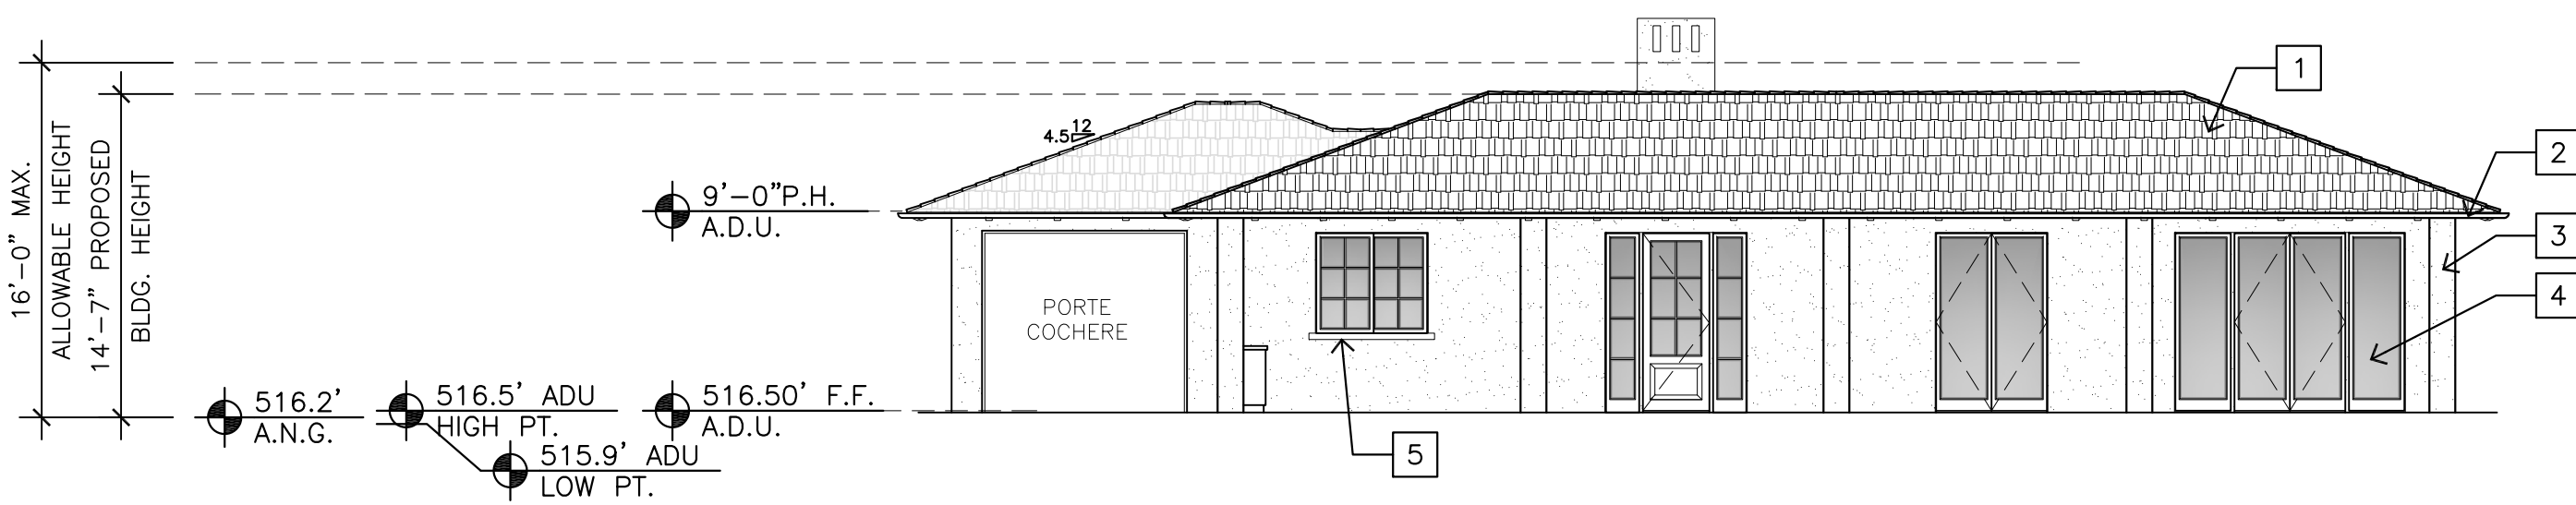 16'-0" MAX.
ALLOWABLE HEIGHT
14'-7" PROPOSED
BLDG. HEIGHT
516.2'
A.N.G.
516.5' ADU
HIGH PT.
515.9' ADU
LOW PT.
9'-0"P.H.
A.D.U.
516.50' F.F.
A.D.U.
12
4.5
PORTE
COCHERE
1
2
3
4
5